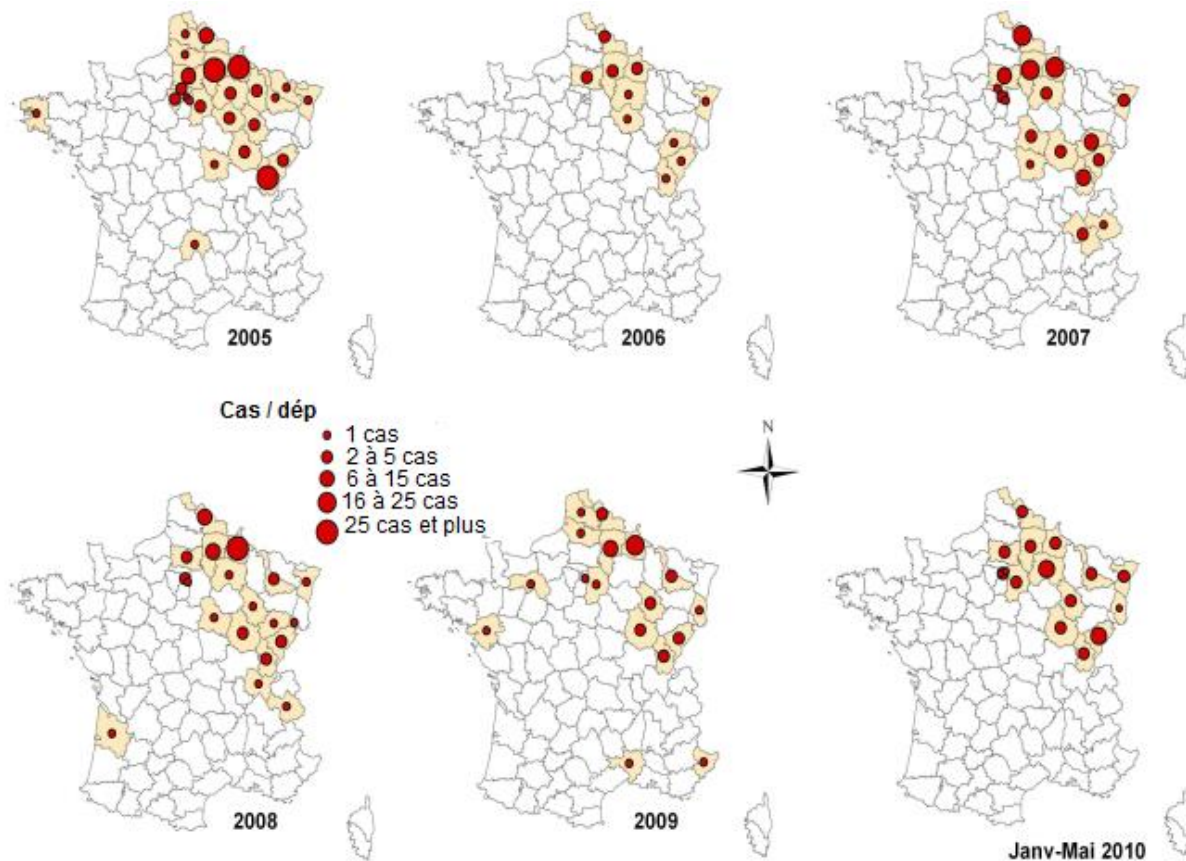 2005
2006
2007
Cas / dép
1 cas
2 à 5 cas
6 à 15 cas
16 à 25 cas
25 cas et plus
N
2008
2009
Janv-Mai 2010